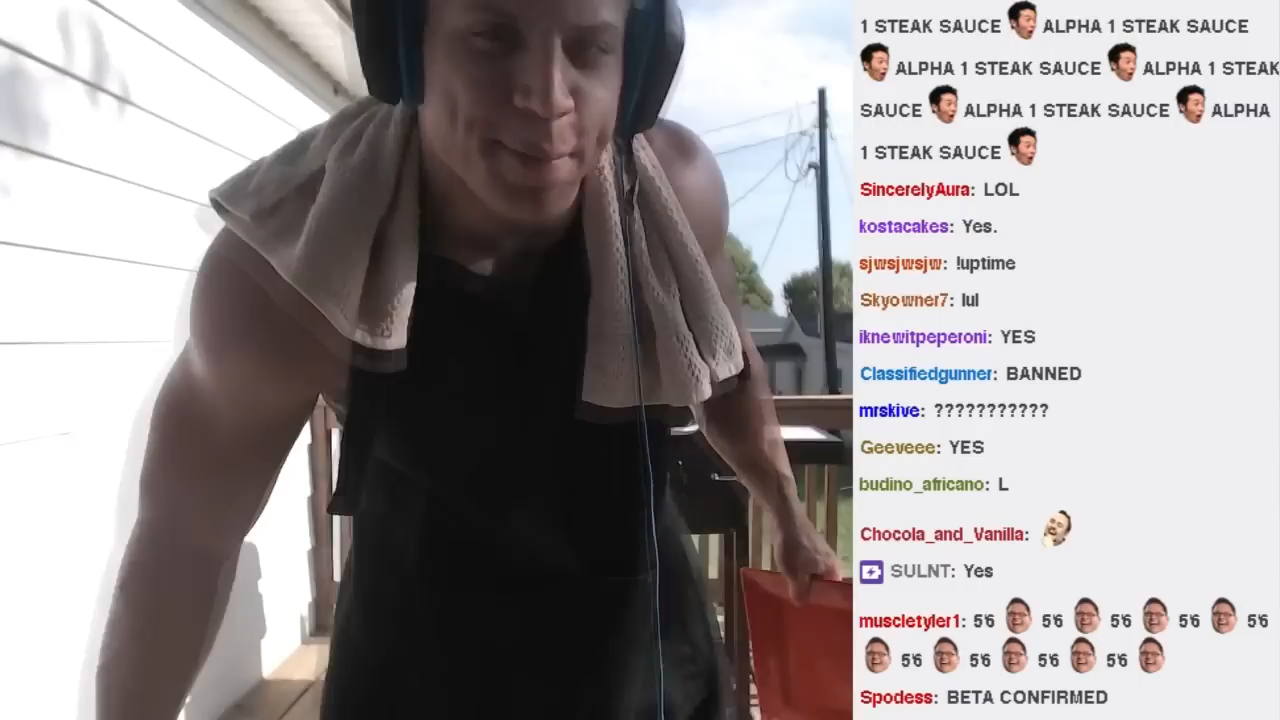 1 STEAK SAUCE ALPHA 1 STEAK SAUCE
ALPHA 1 STEAK SAUCE ALPHA 1 STEAK
SAUCE ALPHA 1 STEAK SAUCE ALPHA
1 STEAK SAUCE
SincerelyAura: LOL
kostacakes: Yes.
sjwsjwsjw: !uptime
Skyowner7: lul
iknewitpeperoni: YES
Classifiedgunner: BANNED
mrskive: ???????????
Geeveee: YES
budino_africano: L
Chocola_and_Vanilla:
SULNT: Yes
muscletyler1: 5'6 5'6 5'6 5'6 5'6
5'6 5'6 5'6 5'6
Spodess: BETA CONFIRMED